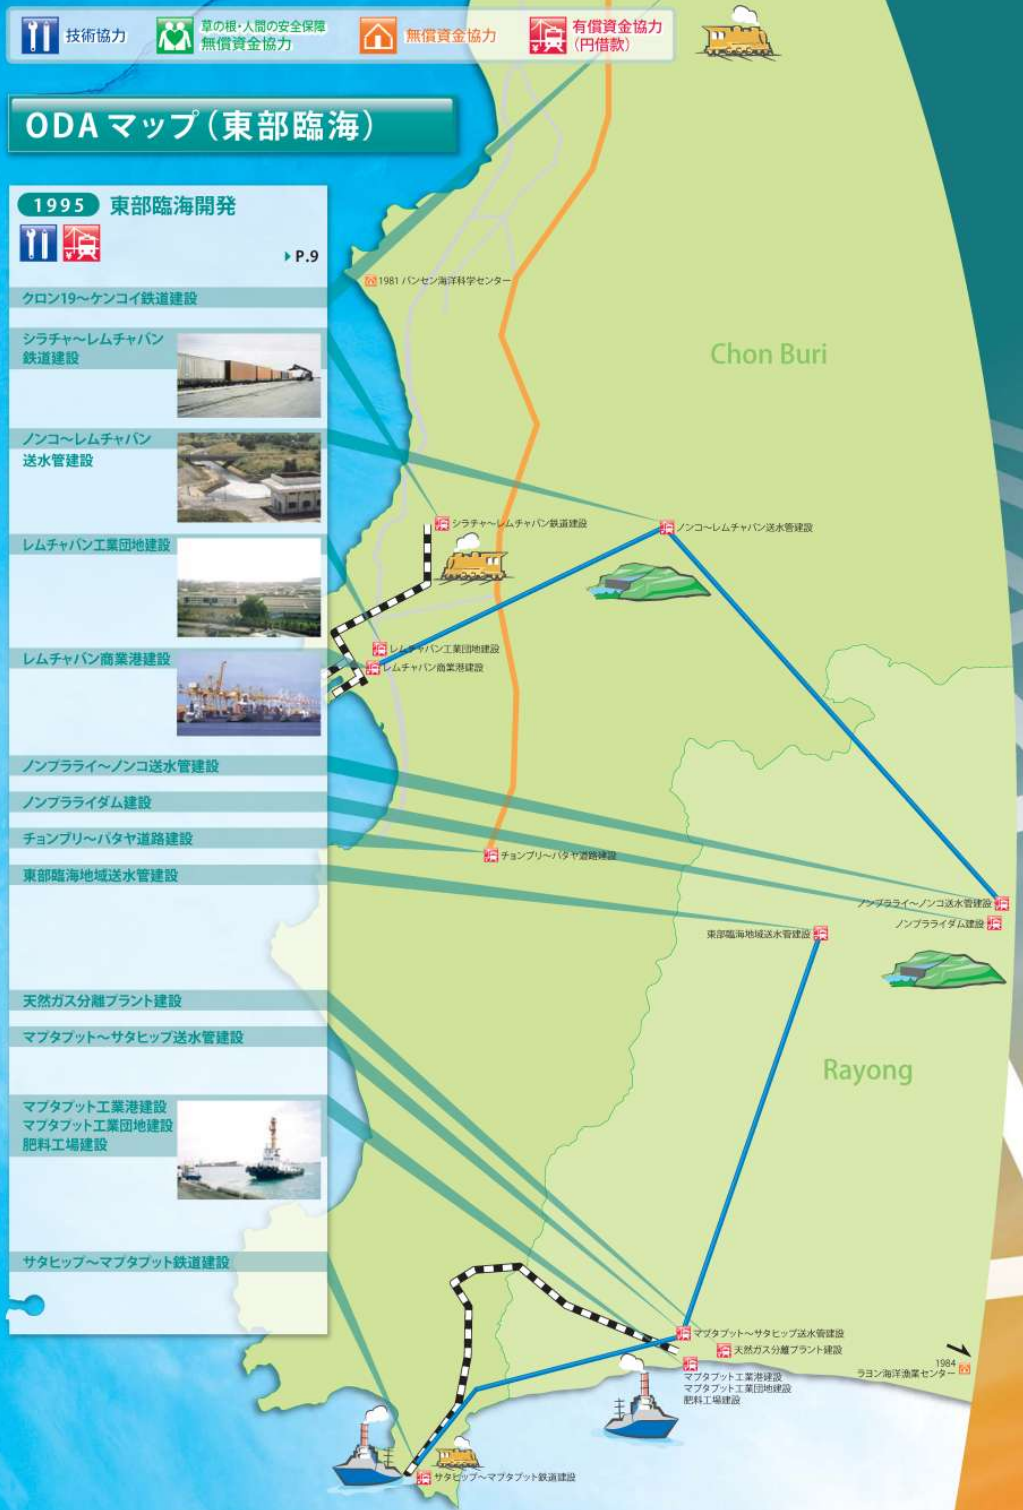 技術協力
草の根・人間の安全保障
無償資金協力
無償資金協力
有償資金協力
(円借款)
ODAマップ(東部臨海)
1995 東部臨海開発
P.9
クロン19〜ケンコイ鉄道建設
シラチャ〜レムチャバン
鉄道建設
ノンコ〜レムチャバン
送水管建設
レムチャバン工業団地建設
レムチャバン商業港建設
ノンプラライ〜ノンコ送水管建設
ノンプラライダム建設
チョンブリ〜パタヤ道路建設
東部臨海地域送水管建設
天然ガス分離プラント建設
マプタプット〜サタヒップ送水管建設
マプタプット工業港建設
マプタプット工業団地建設
肥料工場建設
サタヒップ〜マプタプット鉄道建設
1981 バンセン海洋科学センター
Chon Buri
シラチャ〜レムチャバン鉄道建設
ノンコ〜レムチャバン送水管建設
レムチャバン工業団地建設
レムチャバン商業港建設
チョンブリ〜パタヤ道路建設
ノンプラライ〜ノンコ送水管建設
ノンプラライダム建設
東部臨海地域送水管建設
Rayong
マプタプット〜サタヒップ送水管建設
天然ガス分離プラント建設
マプタプット工業港建設
マプタプット工業団地建設
肥料工場建設
1984
ラヨン海洋漁業センター
サタヒップ〜マプタプット鉄道建設